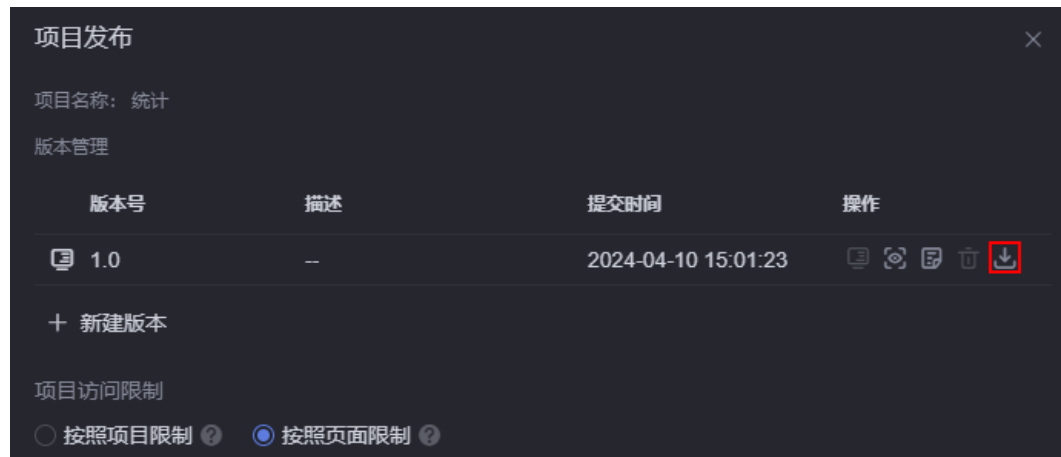 项目发布
项目名称: 统计
版本管理
版本号 描述 提交时间 操作
1.0 -- 2024-04-10 15:01:23
+ 新建版本
项目访问限制
按照项目限制 ? 按照页面限制 ?